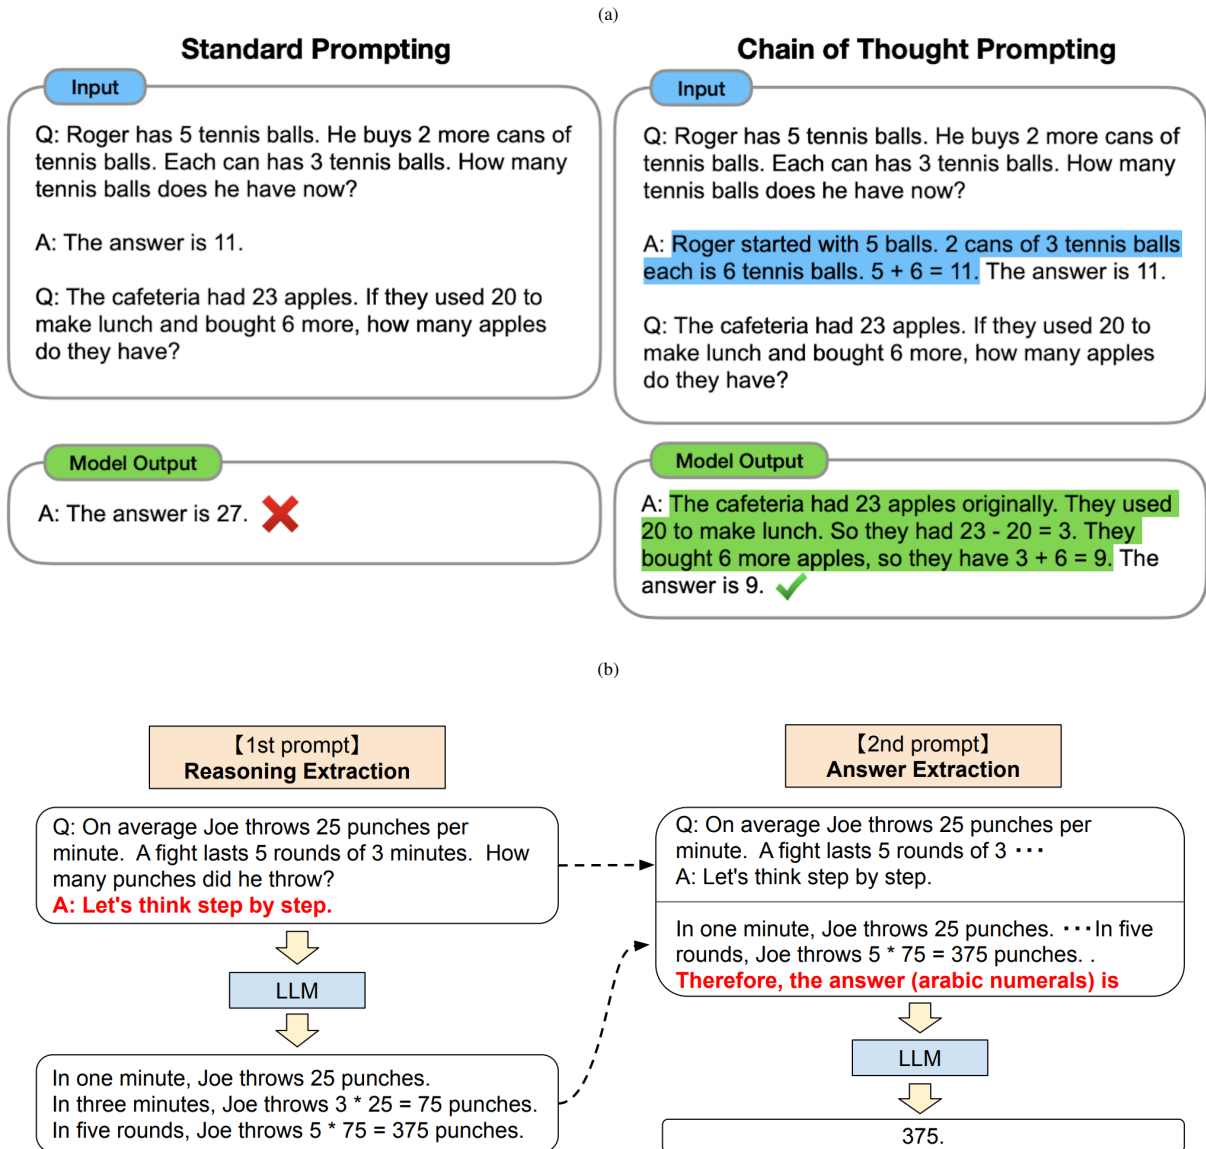 (a)
Standard Prompting
Input
Q: Roger has 5 tennis balls. He buys 2 more cans of
tennis balls. Each can has 3 tennis balls. How many
tennis balls does he have now?
A: The answer is 11.
Q: The cafeteria had 23 apples. If they used 20 to
make lunch and bought 6 more, how many apples
do they have?
Model Output
A: The answer is 27.
Chain of Thought Prompting
Input
Q: Roger has 5 tennis balls. He buys 2 more cans of
tennis balls. Each can has 3 tennis balls. How many
tennis balls does he have now?
A: Roger started with 5 balls. 2 cans of 3 tennis balls
each is 6 tennis balls. 5 + 6 = 11. The answer is 11.
Q: The cafeteria had 23 apples. If they used 20 to
make lunch and bought 6 more, how many apples
do they have?
Model Output
A: The cafeteria had 23 apples originally. They used
20 to make lunch. So they had 23 - 20 = 3. They
bought 6 more apples, so they have 3 + 6 = 9. The
answer is 9.
(b)
【1st prompt】
Reasoning Extraction
Q: On average Joe throws 25 punches per
minute. A fight lasts 5 rounds of 3 minutes. How
many punches did he throw?
A: Let's think step by step.
LLM
In one minute, Joe throws 25 punches.
In three minutes, Joe throws 3 * 25 = 75 punches.
In five rounds, Joe throws 5 * 75 = 375 punches.
【2nd prompt】
Answer Extraction
Q: On average Joe throws 25 punches per
minute. A fight lasts 5 rounds of 3 ···
A: Let's think step by step.
In one minute, Joe throws 25 punches. ···In five
rounds, Joe throws 5 * 75 = 375 punches. .
Therefore, the answer (arabic numerals) is
LLM
375.